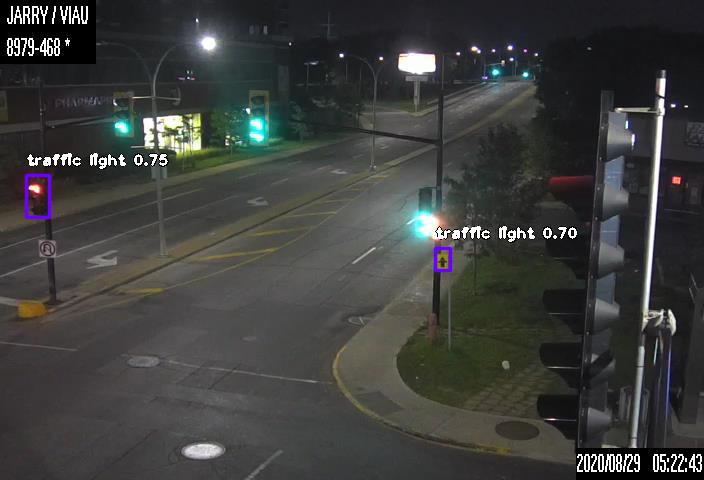 JARRY / VIAU
8979-468 *
PHARMA
traffic light 0.75
traffic light 0.70
2020/08/29 05:22:43